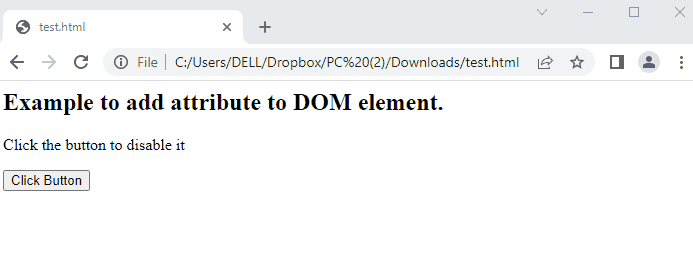 test.html
File | C:/Users/DELL/Dropbox/PC%20(2)/Downloads/test.html
Example to add attribute to DOM element.
Click the button to disable it
Click Button